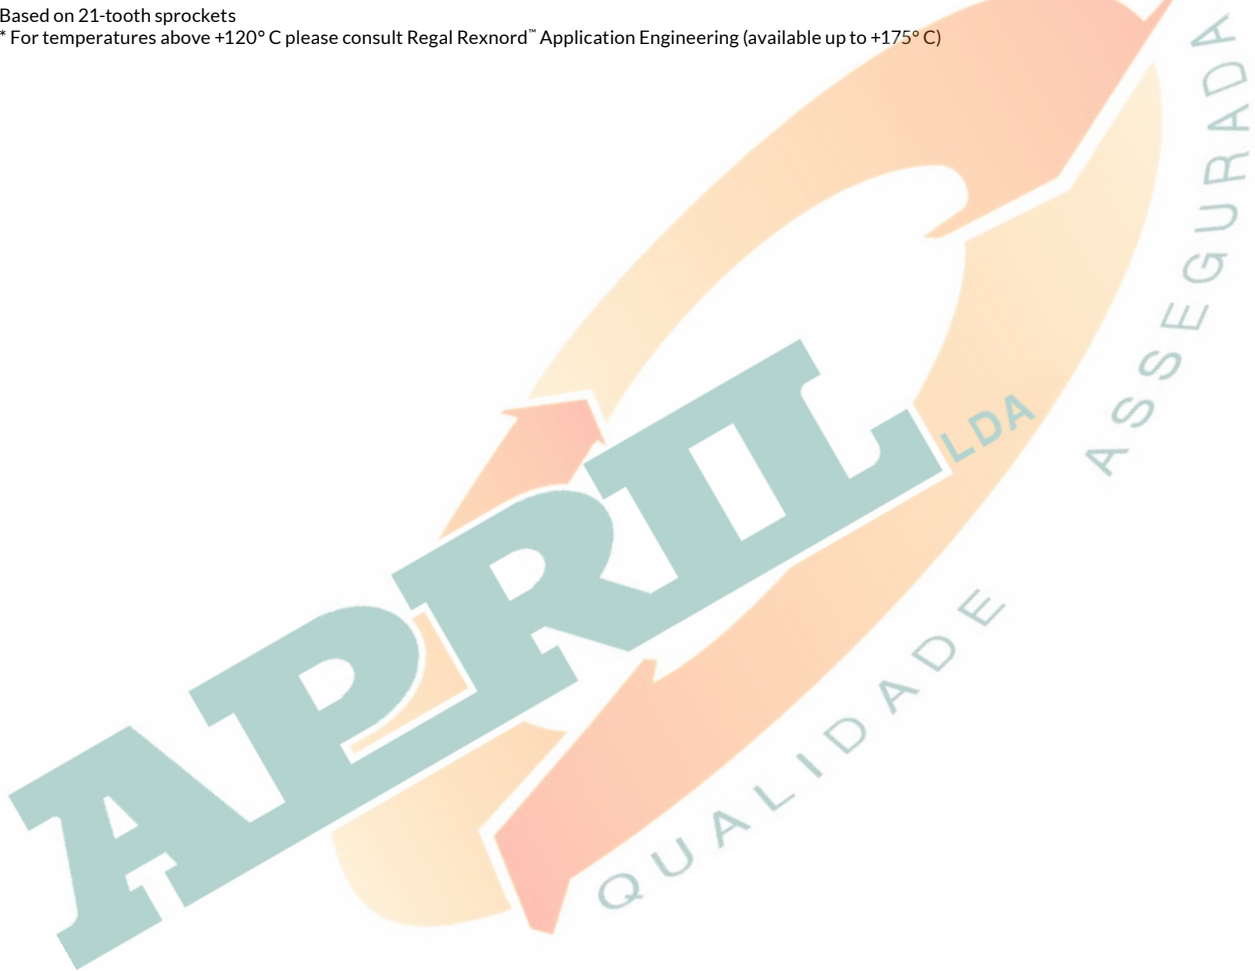 Based on 21-tooth sprockets
* For temperatures above +120° C please consult Regal Rexnord™ Application Engineering (available up to +175° C)
APRIL LDA
QUALIDADE ASSEGURADA